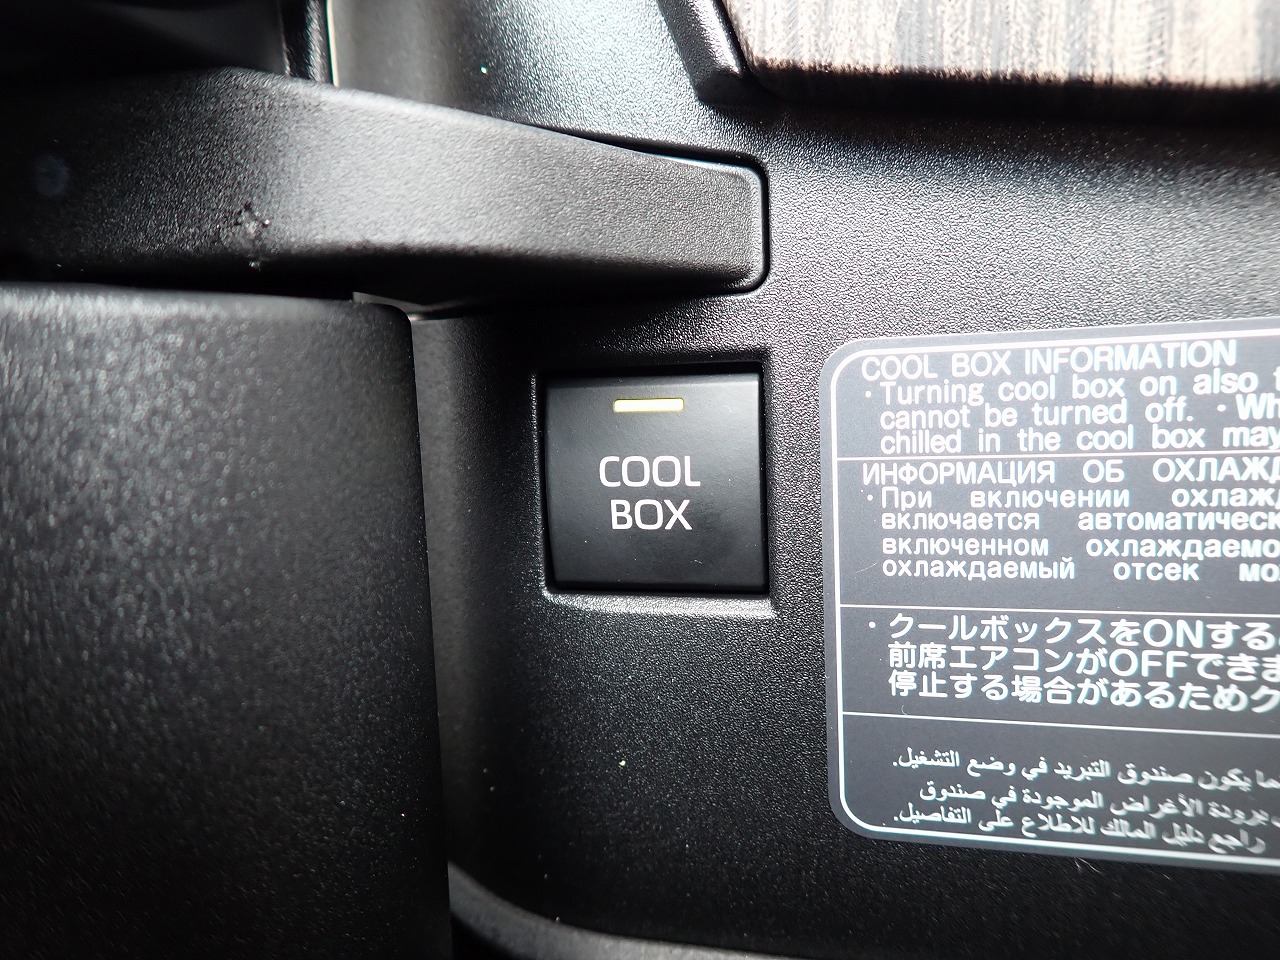 COOL
BOX
COOL BOX INFORMATION
・Turning cool box on also
cannot be turned off. ・Wh
chilled in the cool box may
ИНФОРМАЦИЯ ОБ ОХЛАЖД
・При включении охлаж
включается автоматическ
включенном охлаждаемо
охлаждаемый отсек мо
・クールボックスをONする
前席エアコンがOFFできま
停止する場合があるためク
يكون صندوق التبريد في وضع التشغيل.
برودة الأغراض الموجودة في صندوق
راجع دليل المالك للاطلاع على التفاصيل.